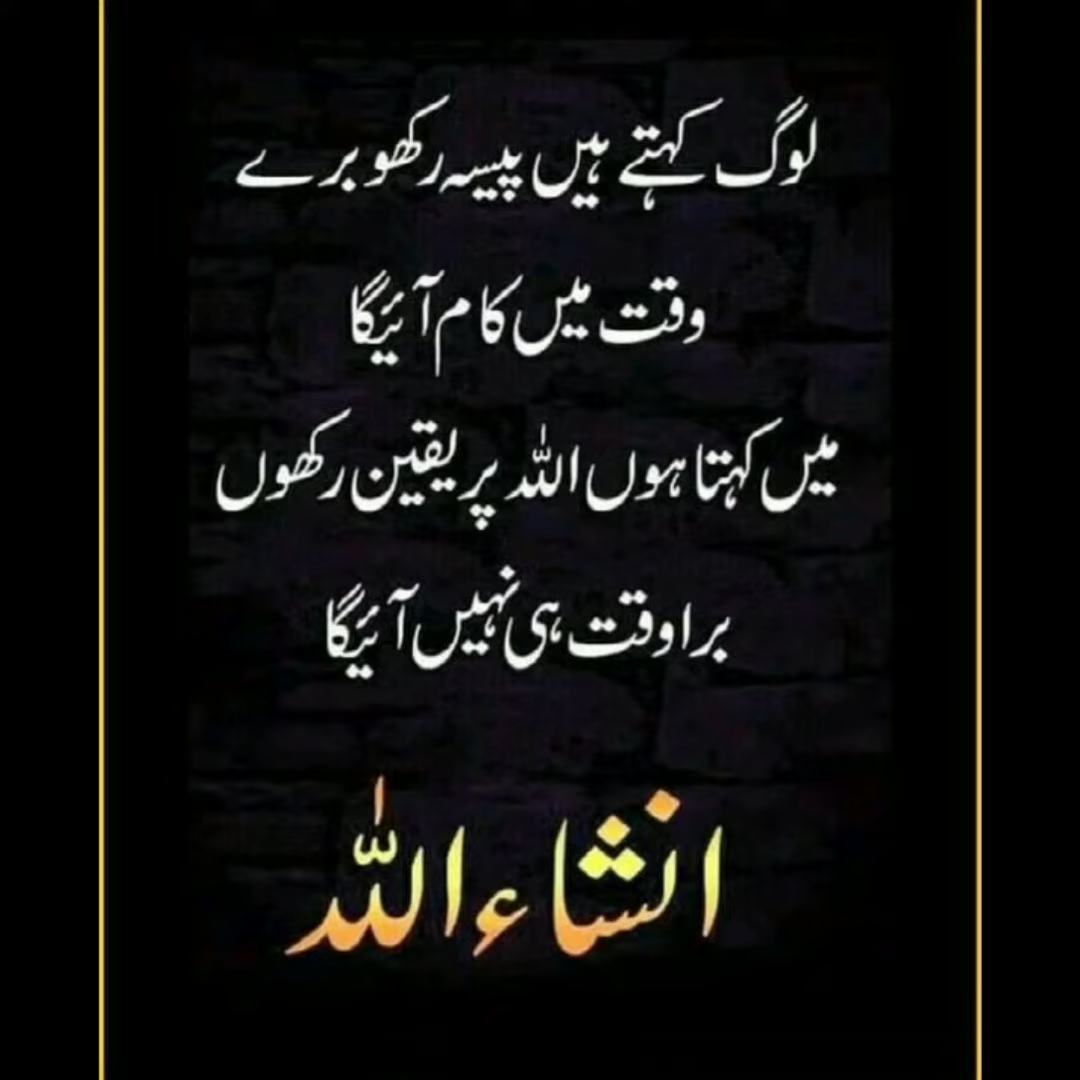 لوگ کہتے ہیں پیسہ رکھو برے
وقت میں کام آئیگا
میں کہتا ہوں اللہ پر یقین رکھوں
برا وقت ہی نہیں آئیگا
انشاء اللہ